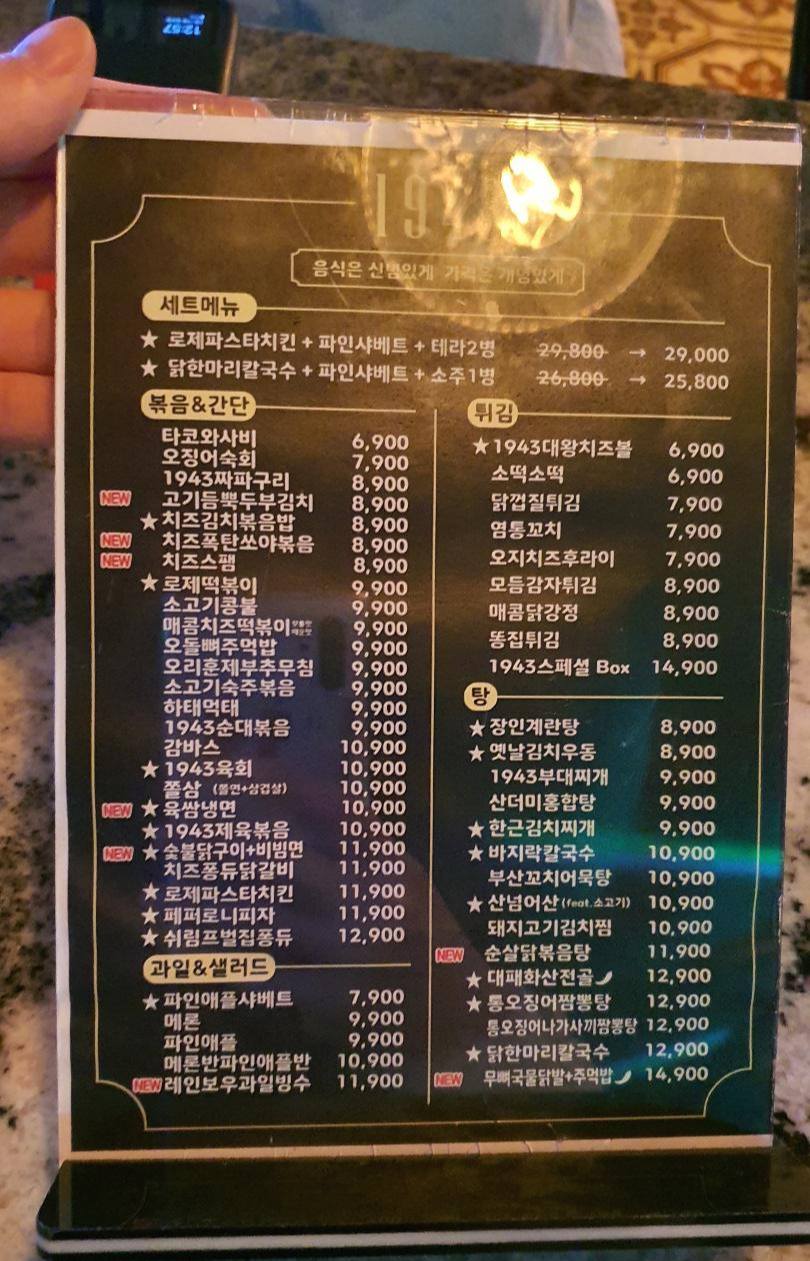 12:57
음식은 신명있게 가격은 개념있게
세트메뉴
★ 로제파스타치킨 + 파인샤베트 + 테라2병 29,800 → 29,000
★ 닭한마리칼국수 + 파인샤베트 + 소주1병 26,800 → 25,800
볶음&간단
타코와사비 6,900
오징어숙회 7,900
1943짜파구리 8,900
NEW 고기듬뿍두부김치 8,900
★ 치즈김치볶음밥 8,900
NEW 치즈폭탄쏘야볶음 8,900
NEW 치즈스팸 8,900
★ 로제떡볶이 9,900
소고기콩불 9,900
매콤치즈떡볶이 9,900
오돌뼈주먹밥 9,900
오리훈제부추무침 9,900
소고기숙주볶음 9,900
하태먹태 9,900
1943순대볶음 9,900
감바스 10,900
★ 1943육회 10,900
쫄삼 (쫄면+삼겹살) 10,900
NEW ★ 육쌈냉면 10,900
★ 1943제육볶음 10,900
NEW ★ 숯불닭구이+비빔면 11,900
치즈퐁듀닭갈비 11,900
★ 로제파스타치킨 11,900
★ 페퍼로니피자 11,900
★ 쉬림프벌집퐁듀 12,900
과일&샐러드
★ 파인애플샤베트 7,900
메론 9,900
파인애플 9,900
메론반파인애플반 10,900
NEW 레인보우과일빙수 11,900
튀김
★ 1943대왕치즈볼 6,900
소떡소떡 6,900
닭껍질튀김 7,900
염통꼬치 7,900
오지치즈후라이 7,900
모듬감자튀김 8,900
매콤닭강정 8,900
똥집튀김 8,900
1943스페셜 Box 14,900
탕
★ 장인계란탕 8,900
★ 옛날김치우동 8,900
1943부대찌개 9,900
산더미홍합탕 9,900
★ 한근김치찌개 9,900
★ 바지락칼국수 10,900
부산꼬치어묵탕 10,900
★ 산넘어산 (feat.소고기) 10,900
돼지고기김치찜 10,900
NEW 순살닭볶음탕 11,900
★ 대패화산전골 12,900
★ 통오징어짬뽕탕 12,900
통오징어나가사끼짬뽕탕 12,900
★ 닭한마리칼국수 12,900
NEW 무뼈국물닭발+주먹밥 14,900